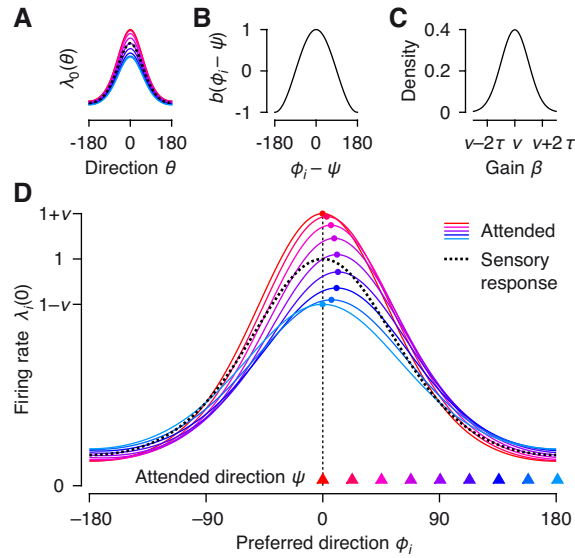 A
λ₀(θ)
-180
0
180
Direction θ
B
b(ϕᵢ – ψ)
1
0
-1
-180
0
180
ϕᵢ – ψ
C
Density
0.4
0.2
0
ν–2τ
ν
ν+2τ
Gain β
D
Firing rate λᵢ(0)
1+ν
1
1–ν
0
Attended
Sensory
response
Attended direction ψ
–180
–90
0
90
180
Preferred direction ϕᵢ